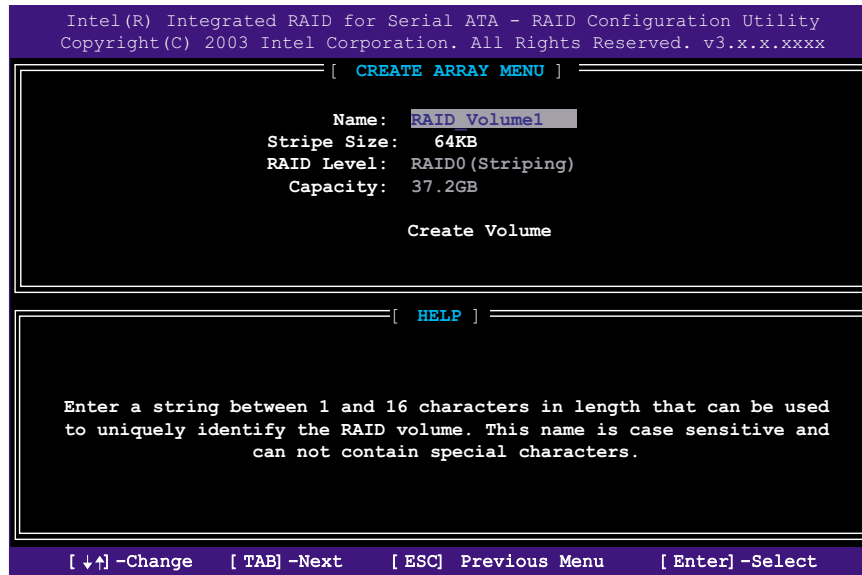 Intel(R) Integrated RAID for Serial ATA - RAID Configuration Utility
Copyright(C) 2003 Intel Corporation. All Rights Reserved. v3.x.x.xxxx
[ CREATE ARRAY MENU ]
Name: RAID_Volume1
Stripe Size: 64KB
RAID Level: RAID0(Striping)
Capacity: 37.2GB
Create Volume
[ HELP ]
Enter a string between 1 and 16 characters in length that can be used
to uniquely identify the RAID volume. This name is case sensitive and
can not contain special characters.
[↓↑]-Change [TAB]-Next [ESC] Previous Menu [Enter]-Select